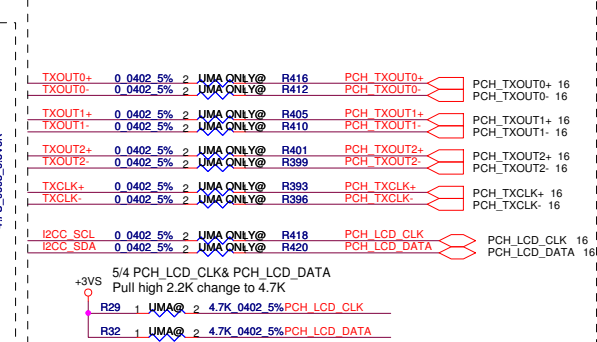 TXOUT0+ 0_0402_5% 2 UMA ONLY@ R416 PCH_TXOUT0+ PCH_TXOUT0+ 16
TXOUT0- 0_0402_5% 2 UMA ONLY@ R412 PCH_TXOUT0- PCH_TXOUT0- 16
TXOUT1+ 0_0402_5% 2 UMA ONLY@ R405 PCH_TXOUT1+ PCH_TXOUT1+ 16
TXOUT1- 0_0402_5% 2 UMA ONLY@ R410 PCH_TXOUT1- PCH_TXOUT1- 16
TXOUT2+ 0_0402_5% 2 UMA ONLY@ R401 PCH_TXOUT2+ PCH_TXOUT2+ 16
TXOUT2- 0_0402_5% 2 UMA ONLY@ R399 PCH_TXOUT2- PCH_TXOUT2- 16
TXCLK+ 0_0402_5% 2 UMA ONLY@ R393 PCH_TXCLK+ PCH_TXCLK+ 16
TXCLK- 0_0402_5% 2 UMA ONLY@ R396 PCH_TXCLK- PCH_TXCLK- 16
I2CC_SCL 0_0402_5% 2 UMA ONLY@ R418 PCH_LCD_CLK PCH_LCD_CLK 16
I2CC_SDA 0_0402_5% 2 UMA ONLY@ R420 PCH_LCD_DATA PCH_LCD_DATA 16
5/4 PCH_LCD_CLK& PCH_LCD_DATA
Pull high 2.2K change to 4.7K
+3VS
R29 1 UMA@ 2 4.7K_0402_5% PCH_LCD_CLK
R32 1 UMA@ 2 4.7K_0402_5% PCH_LCD_DATA